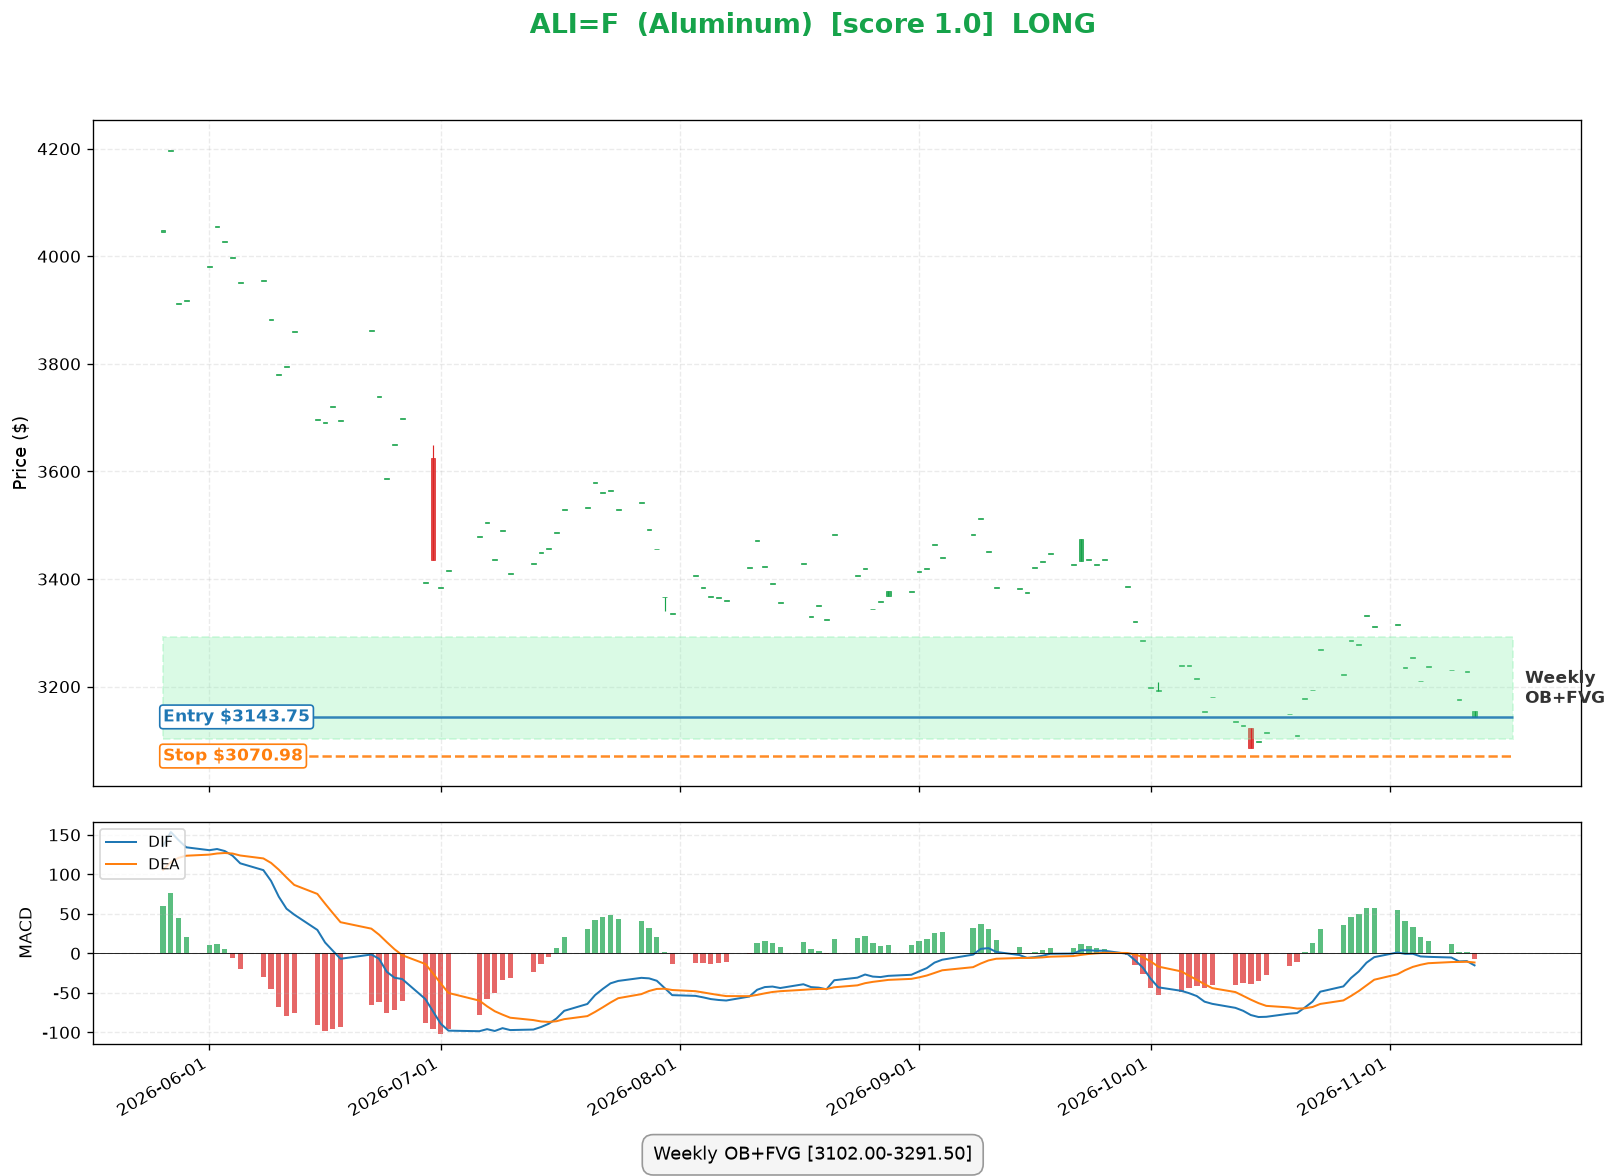 ALI=F  (Aluminum)  [score 1.0]  LONG
4200
4000
3800
3600
3400
3200
Price ($)
Weekly
OB+FVG
Entry $3143.75
Stop $3070.98
DIF
DEA
150
100
50
0
-50
-100
MACD
2026-06-01
2026-07-01
2026-08-01
2026-09-01
2026-10-01
2026-11-01
Weekly OB+FVG [3102.00-3291.50]